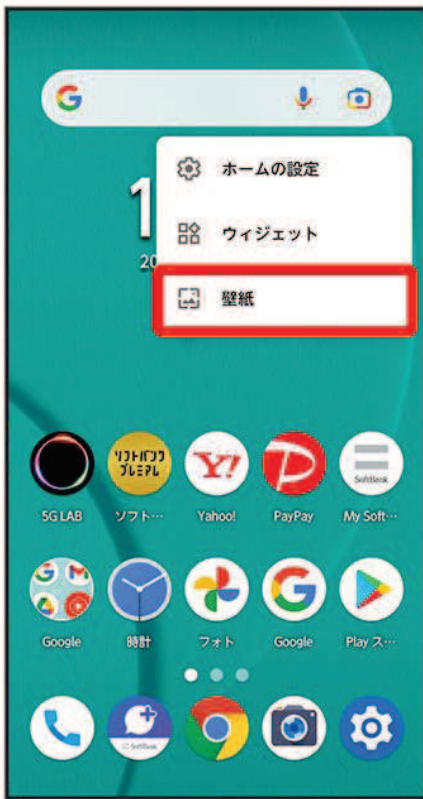 G
ホームの設定
1
ウィジェット
20
壁紙
ソフトバンク
プレミアム
Y!
P
SoftBank
5G LAB
ソフト…
Yahoo!
PayPay
My Soft…
G M
G
Google
時計
フォト
Google
Play ス…
SoftBank